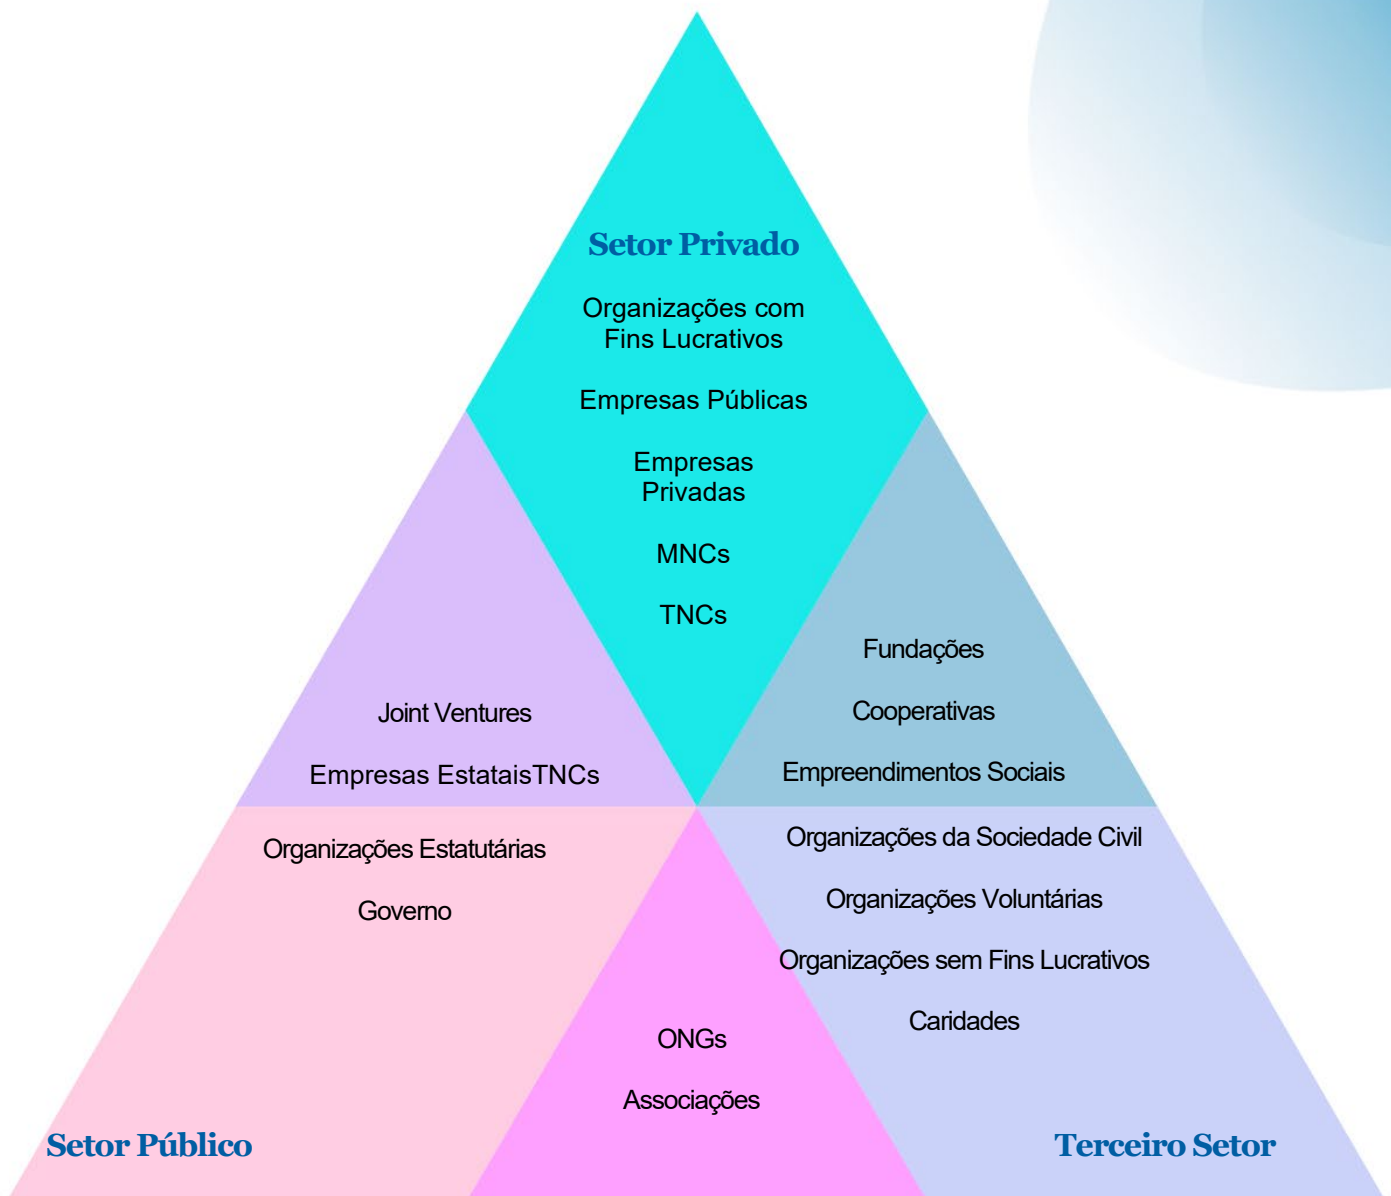 Setor Privado
Organizações com
Fins Lucrativos
Empresas Públicas
Empresas
Privadas
MNCs
TNCs
Joint Ventures
Empresas EstataisTNCs
Fundações
Cooperativas
Empreendimentos Sociais
Organizações Estatutárias
Governo
Setor Público
ONGs
Associações
Organizações da Sociedade Civil
Organizações Voluntárias
Organizações sem Fins Lucrativos
Caridades
Terceiro Setor